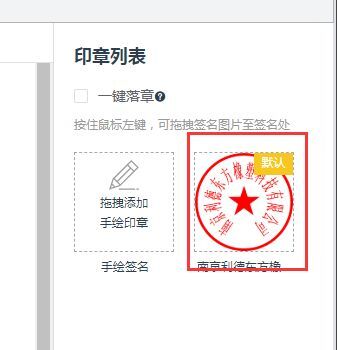 印章列表
一键落章?
按住鼠标左键，可拖拽签名图片至签名处
拖拽添加
手绘印章
手绘签名
默认
南京利德东方橡塑科技有限公司
南京利德东方橡